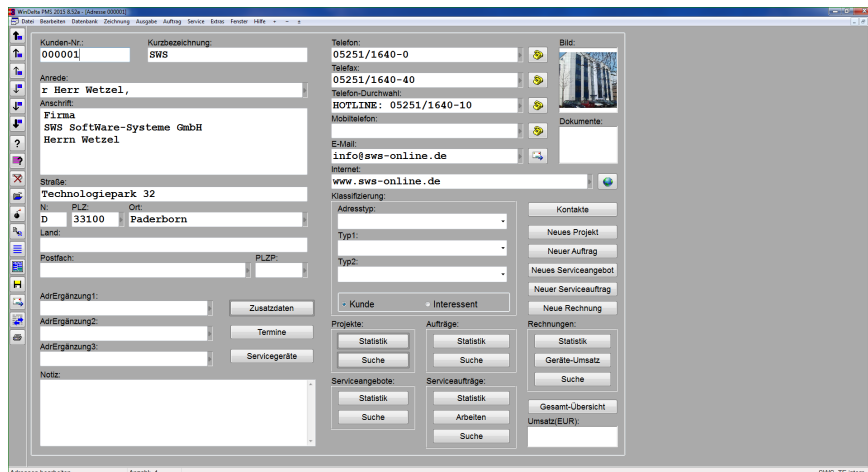 WinDelta PMS 2015 8.52a - [Adresse 000001]
Datei Bearbeiten Datenbank Zeichnung Ausgabe Auftrag Service Extras Fenster Hilfe + - ±
Kunden-Nr.: Kurzbezeichnung:
000001 SWS
Anrede:
r Herr Wetzel,
Anschrift:
Firma
SWS SoftWare-Systeme GmbH
Herrn Wetzel
Straße:
Technologiepark 32
N: PLZ: Ort:
D 33100 Paderborn
Land:
Postfach: PLZP:
AdrErgänzung1:
Zusatzdaten
AdrErgänzung2:
Termine
AdrErgänzung3:
Servicegeräte
Notiz:
Telefon:
05251/1640-0
Telefax:
05251/1640-40
Telefon-Durchwahl:
HOTLINE: 05251/1640-10
Mobiltelefon:
E-Mail:
info@sws-online.de
Internet:
www.sws-online.de
Klassifizierung:
Adresstyp:
Typ1:
Typ2:
Kunde Interessent
Projekte:
Statistik
Suche
Aufträge:
Statistik
Suche
Serviceangebote:
Statistik
Suche
Serviceaufträge:
Statistik
Arbeiten
Suche
Bild:
Dokumente:
Kontakte
Neues Projekt
Neuer Auftrag
Neues Serviceangebot
Neuer Serviceauftrag
Neue Rechnung
Rechnungen:
Statistik
Geräte-Umsatz
Suche
Gesamt-Übersicht
Umsatz(EUR):